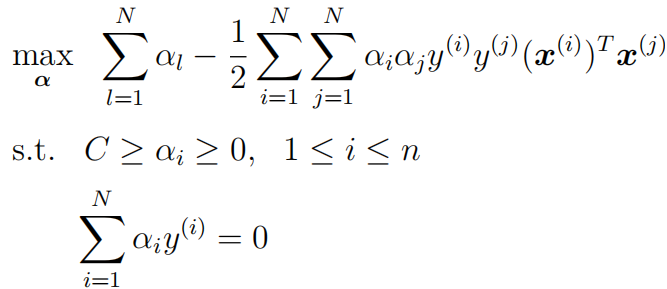 max_α ∑_{l=1}^{N} α_l − 1/2 ∑_{i=1}^{N} ∑_{j=1}^{N} α_i α_j y^{(i)} y^{(j)} (x^{(i)})^T x^{(j)}
s.t. C ≥ α_i ≥ 0, 1 ≤ i ≤ n
∑_{i=1}^{N} α_i y^{(i)} = 0